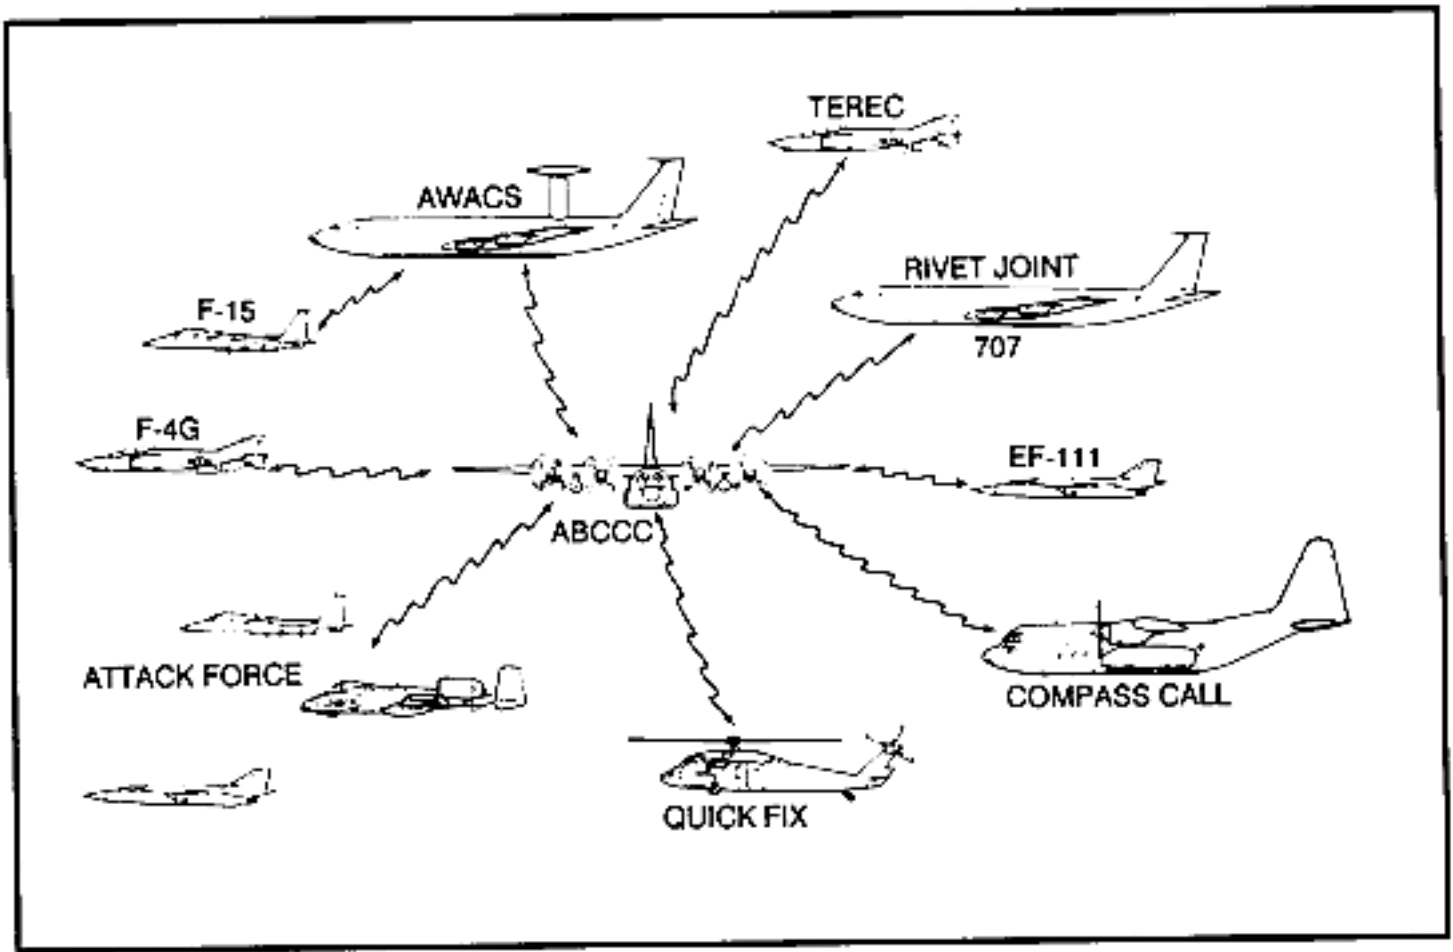 TEREC
AWACS
RIVET JOINT
F-15
707
F-4G
EF-111
ABCCC
ATTACK FORCE
COMPASS CALL
QUICK FIX